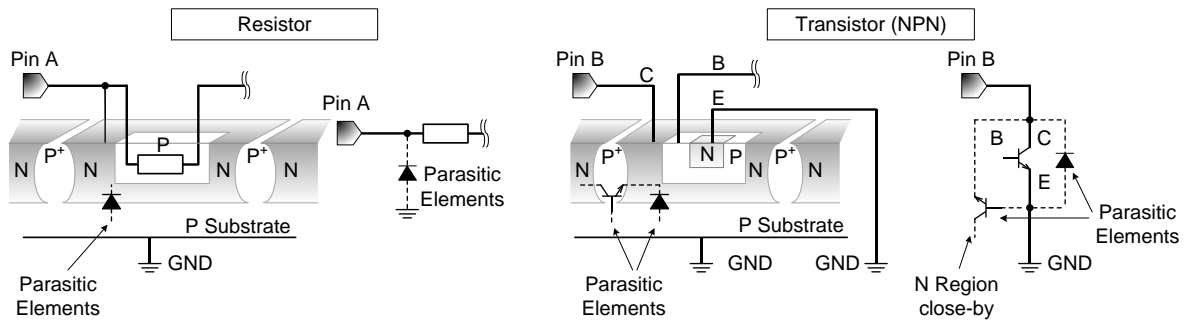 Resistor
Transistor (NPN)
Pin A
Pin A
N
P⁺
N
P
N
P⁺
N
Parasitic
Elements
P Substrate
GND
Parasitic
Elements
Pin B
C
B
E
N
P⁺
N
N
P
N
P⁺
N
P Substrate
GND
GND
Parasitic
Elements
Pin B
B
C
E
Parasitic
Elements
GND
N Region
close-by